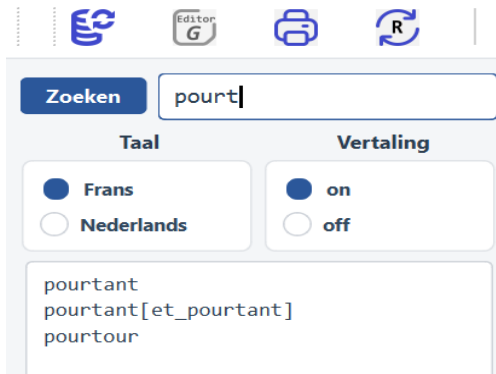 Editor
G
R
Zoeken pourt
Taal Vertaling
Frans on
Nederlands off
pourtant
pourtant[et_pourtant]
pourtour